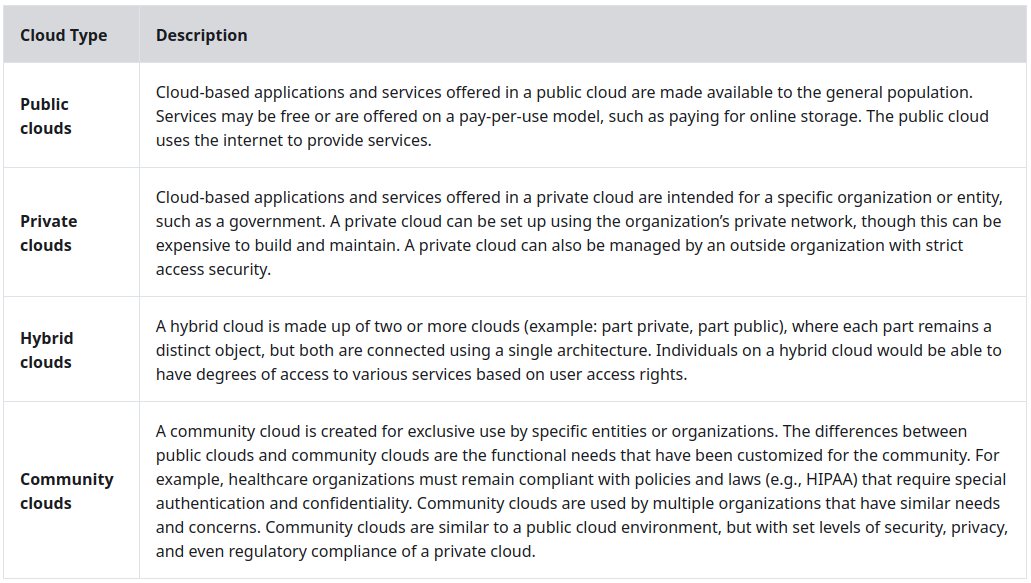 Cloud Type
Description
Public
clouds
Cloud-based applications and services offered in a public cloud are made available to the general population.
Services may be free or are offered on a pay-per-use model, such as paying for online storage. The public cloud
uses the internet to provide services.
Private
clouds
Cloud-based applications and services offered in a private cloud are intended for a specific organization or entity,
such as a government. A private cloud can be set up using the organization’s private network, though this can be
expensive to build and maintain. A private cloud can also be managed by an outside organization with strict
access security.
Hybrid
clouds
A hybrid cloud is made up of two or more clouds (example: part private, part public), where each part remains a
distinct object, but both are connected using a single architecture. Individuals on a hybrid cloud would be able to
have degrees of access to various services based on user access rights.
Community
clouds
A community cloud is created for exclusive use by specific entities or organizations. The differences between
public clouds and community clouds are the functional needs that have been customized for the community. For
example, healthcare organizations must remain compliant with policies and laws (e.g., HIPAA) that require special
authentication and confidentiality. Community clouds are used by multiple organizations that have similar needs
and concerns. Community clouds are similar to a public cloud environment, but with set levels of security, privacy,
and even regulatory compliance of a private cloud.